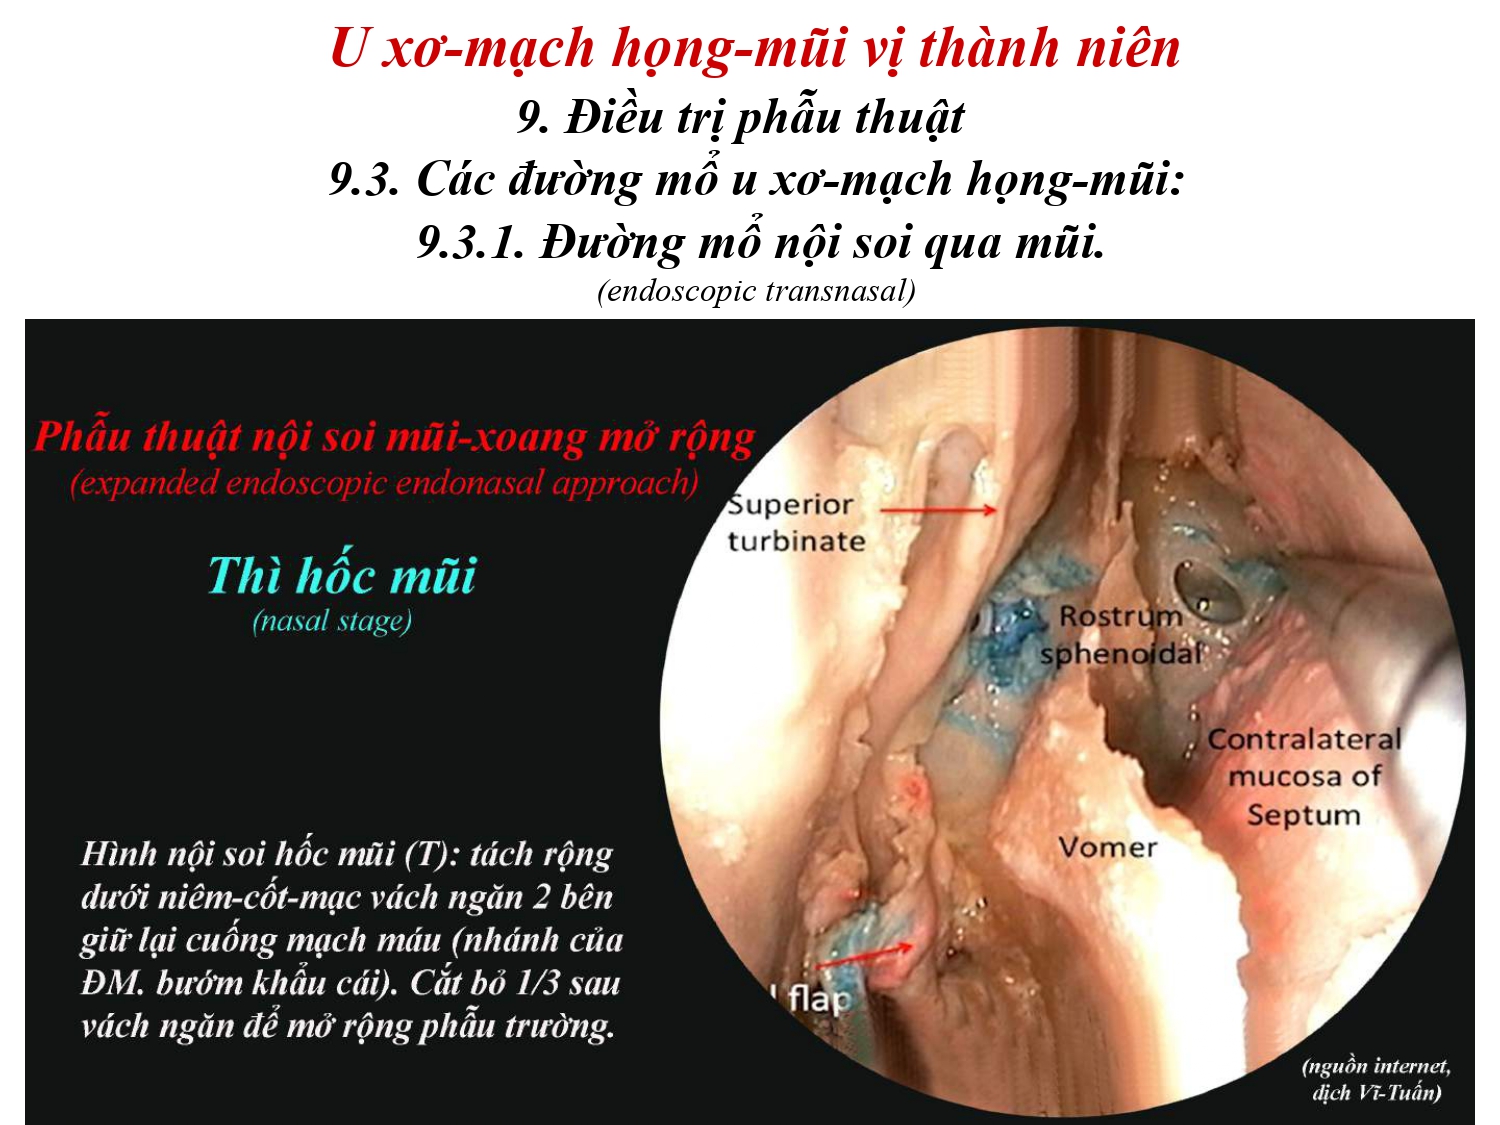 U xơ-mạch họng-mũi vị thành niên
9. Điều trị phẫu thuật
9.3. Các đường mổ u xơ-mạch họng-mũi:
9.3.1. Đường mổ nội soi qua mũi.
(endoscopic transnasal)
Phẫu thuật nội soi mũi-xoang mở rộng
(expanded endoscopic endonasal approach)
Thì hốc mũi
(nasal stage)
Superior
turbinate
Rostrum
sphenoidal
Contralateral
mucosa of
Septum
Vomer
flap
Hình nội soi hốc mũi (T): tách rộng
dưới niêm-cốt-mạc vách ngăn 2 bên
giữ lại cuống mạch máu (nhánh của
ĐM. bướm khẩu cái). Cắt bỏ 1/3 sau
vách ngăn để mở rộng phẫu trường.
(nguồn internet,
dịch Vĩ-Tuấn)